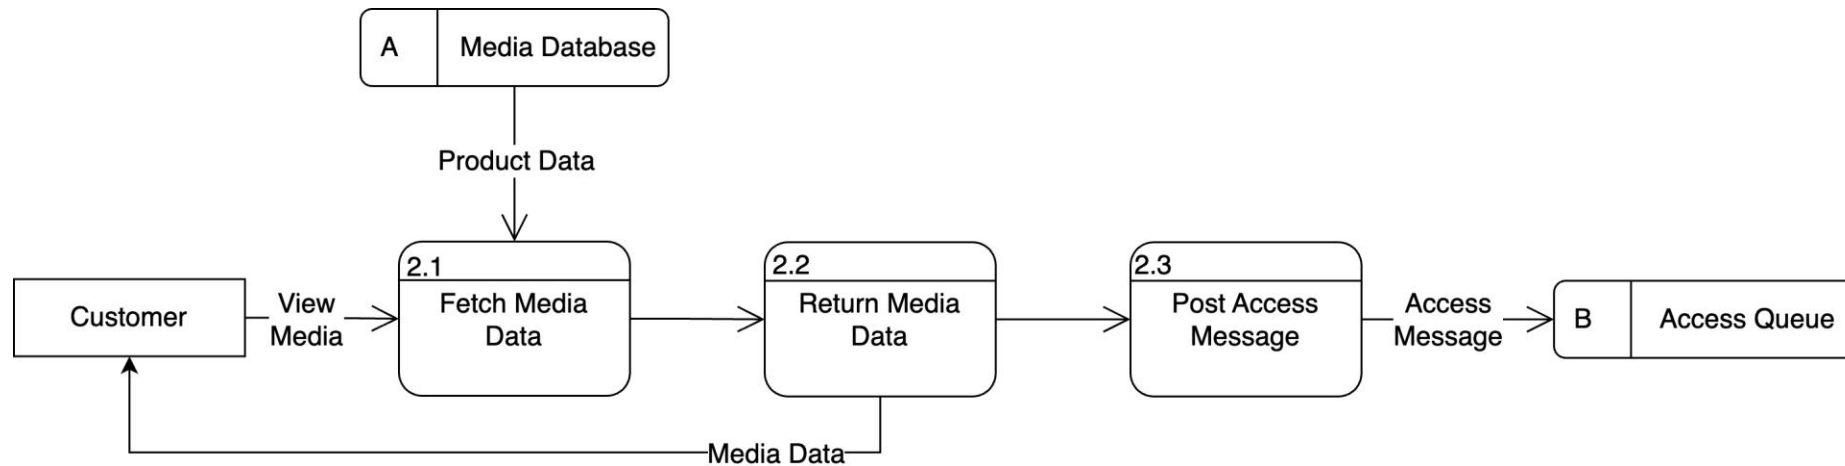 A
Media Database
Product Data
Customer
View
Media
2.1
Fetch Media
Data
2.2
Return Media
Data
2.3
Post Access
Message
Access
Message
B
Access Queue
Media Data